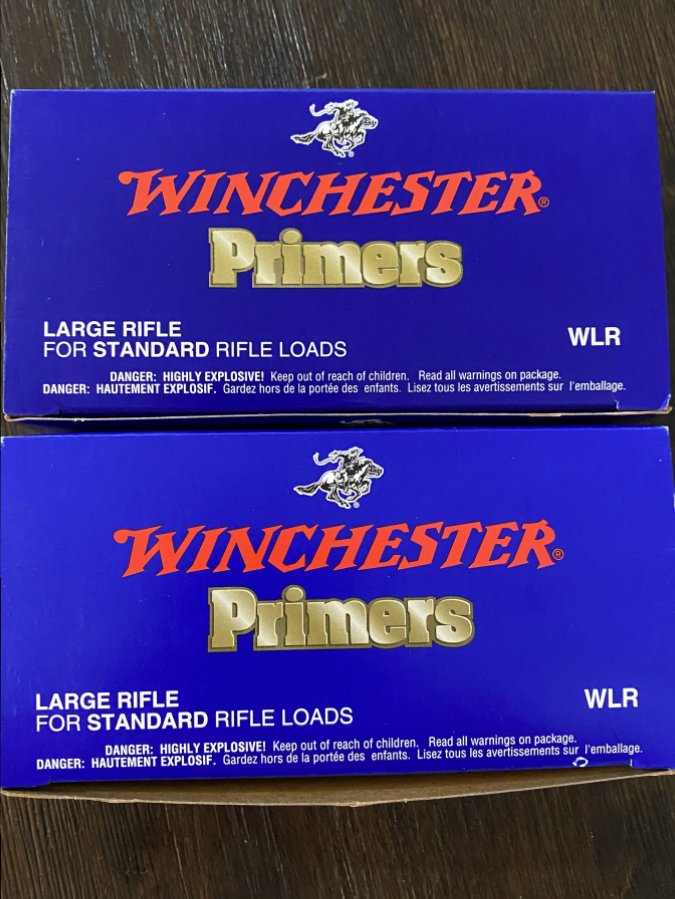 WINCHESTER®
Primers
LARGE RIFLE
FOR STANDARD RIFLE LOADS
WLR
DANGER: HIGHLY EXPLOSIVE! Keep out of reach of children. Read all warnings on package.
DANGER: HAUTEMENT EXPLOSIF. Gardez hors de la portée des enfants. Lisez tous les avertissements sur l'emballage.
WINCHESTER®
Primers
LARGE RIFLE
FOR STANDARD RIFLE LOADS
WLR
DANGER: HIGHLY EXPLOSIVE! Keep out of reach of children. Read all warnings on package.
DANGER: HAUTEMENT EXPLOSIF. Gardez hors de la portée des enfants. Lisez tous les avertissements sur l'emballage.